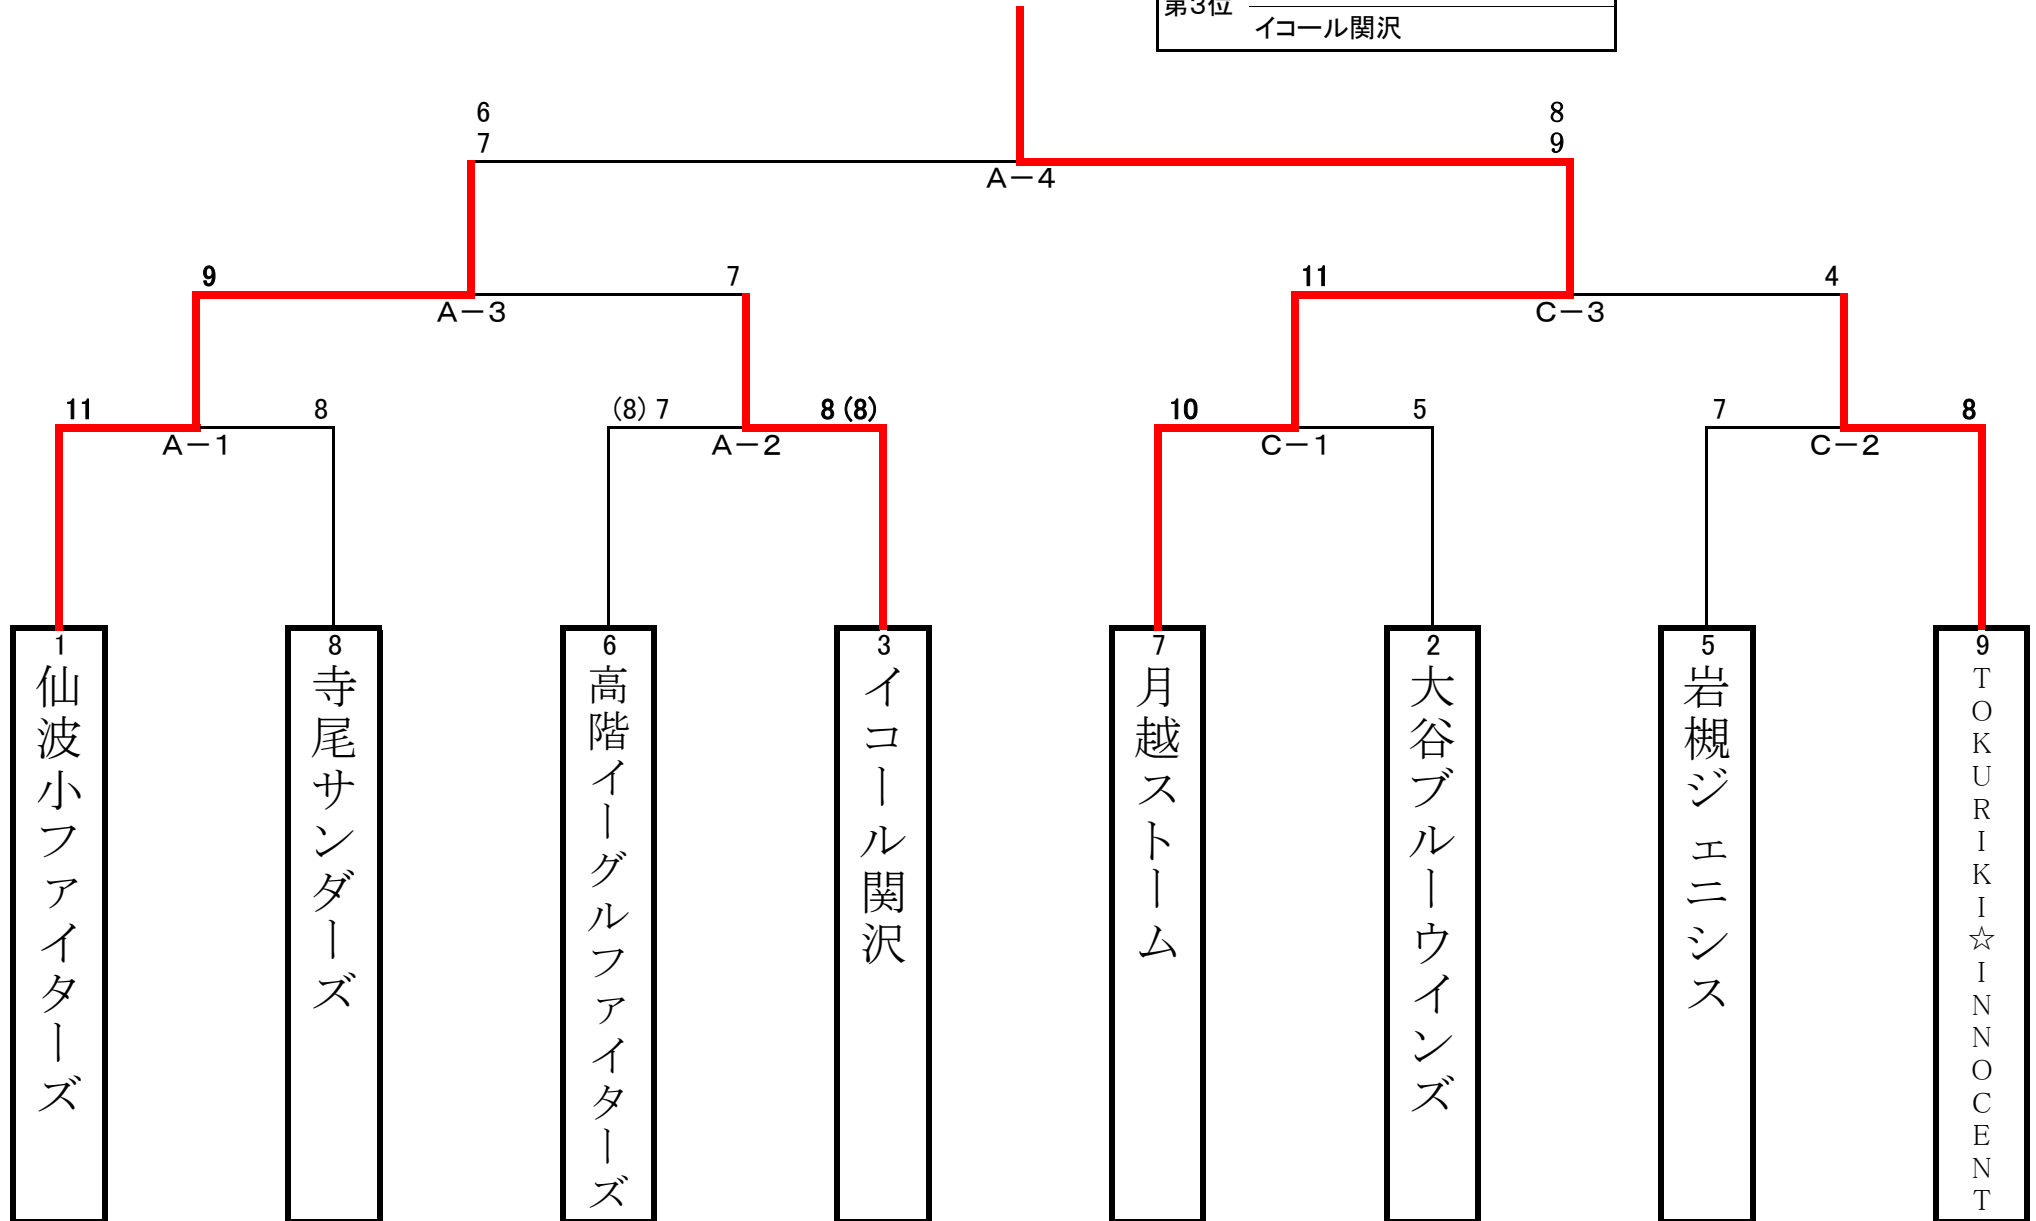 第3位
イコール関沢
6
8
7
9
A－4
9
7
11
4
A－3
C－3
11
8
(8) 7
8 (8)
10
5
7
8
A－1
A－2
C－1
C－2
1
8
6
3
7
2
5
9
仙波小ファイターズ
寺尾サンダーズ
高階イーグルファイターズ
イコール関沢
月越ストーム
大谷ブルーウインズ
岩槻ジェニシス
TOKURIKI☆INNOCENT